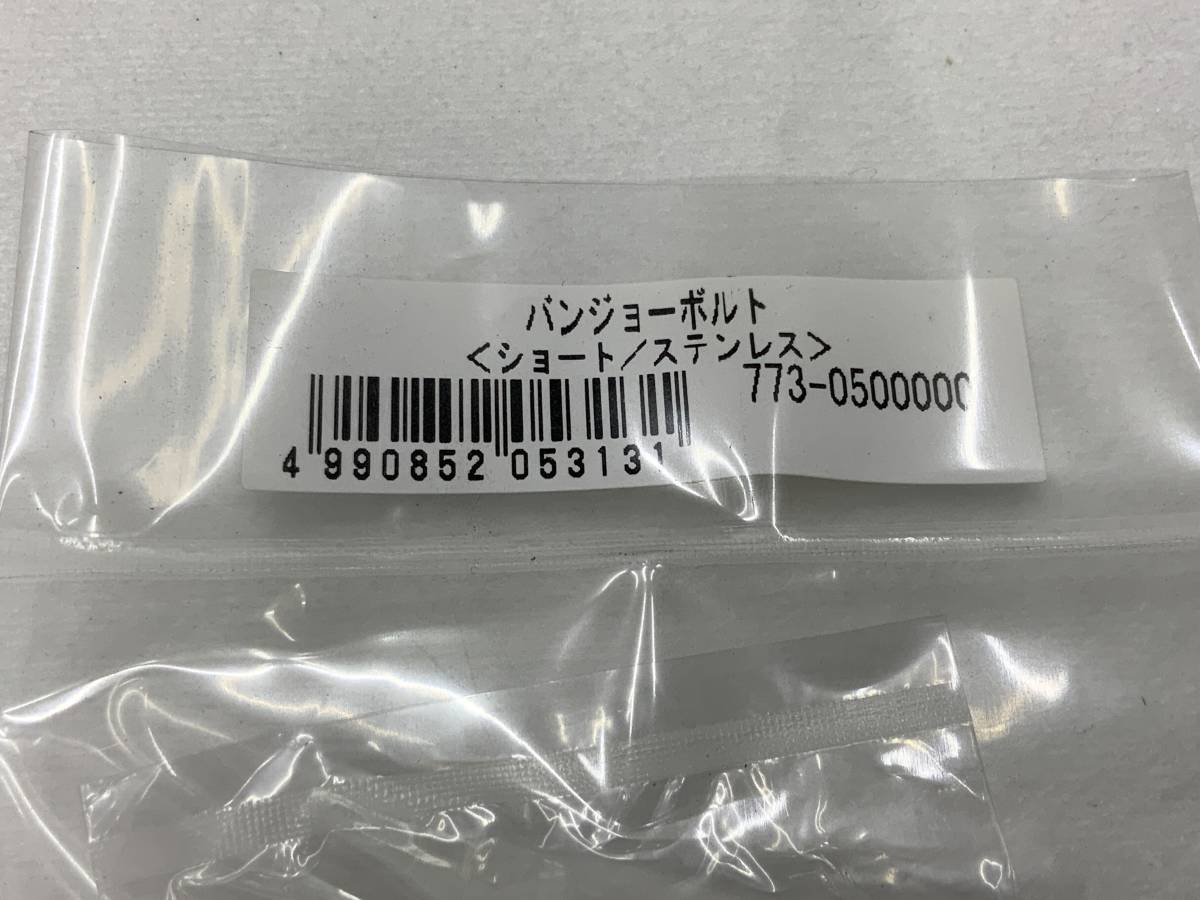 バンジョーボルト
<ショート/ステンレス>
773-0500000
4 990852 053131